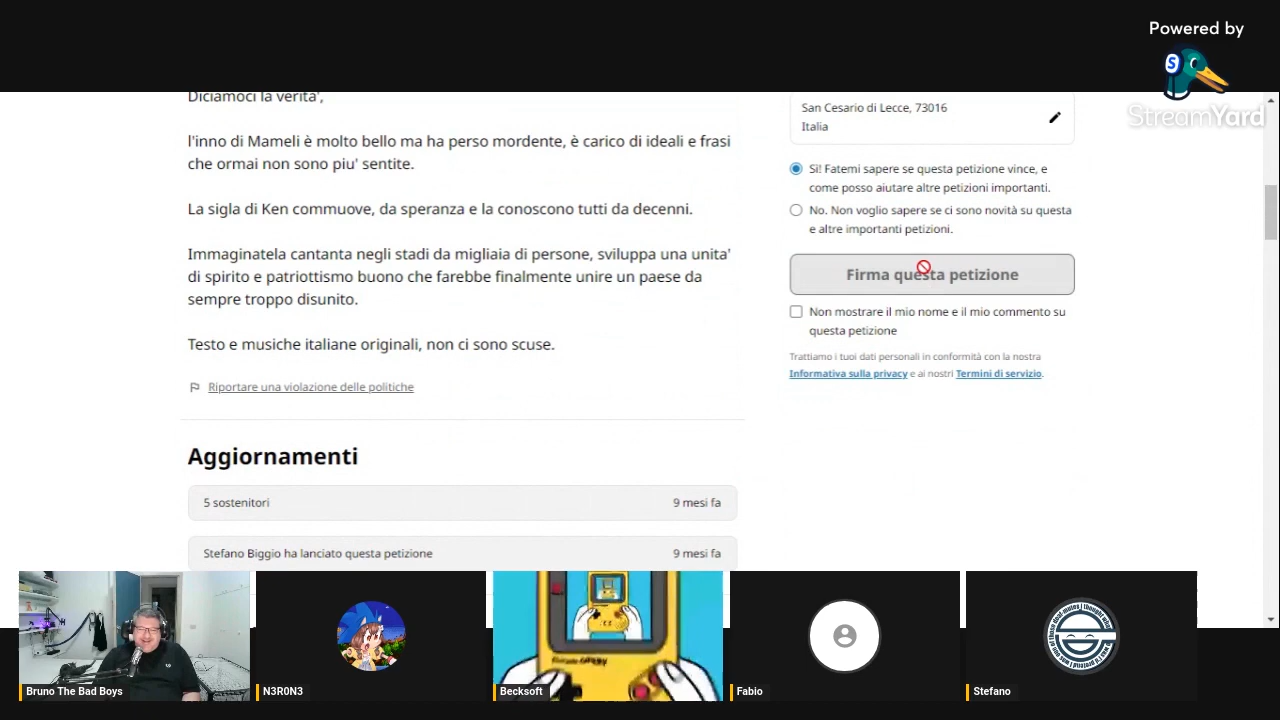 Powered by
StreamYard
Diciamoci la verita',
l'inno di Mameli è molto bello ma ha perso mordente, è carico di ideali e frasi
che ormai non sono piu' sentite.
La sigla di Ken commuove, da speranza e la conoscono tutti da decenni.
Immaginatela cantanta negli stadi da migliaia di persone, sviluppa una unita'
di spirito e patriottismo buono che farebbe finalmente unire un paese da
sempre troppo disunito.
Testo e musiche italiane originali, non ci sono scuse.
Riportare una violazione delle politiche
Aggiornamenti
5 sostenitori 9 mesi fa
Stefano Biggio ha lanciato questa petizione 9 mesi fa
San Cesario di Lecce, 73016
Italia
Sì! Fatemi sapere se questa petizione vince, e
come posso aiutare altre petizioni importanti.
No. Non voglio sapere se ci sono novità su questa
e altre importanti petizioni.
Firma questa petizione
Non mostrare il mio nome e il mio commento su
questa petizione
Trattiamo i tuoi dati personali in conformità con la nostra
Informativa sulla privacy e ai nostri Termini di servizio.
Bruno The Bad Boys
N3R0N3
Becksoft
Fabio
Stefano